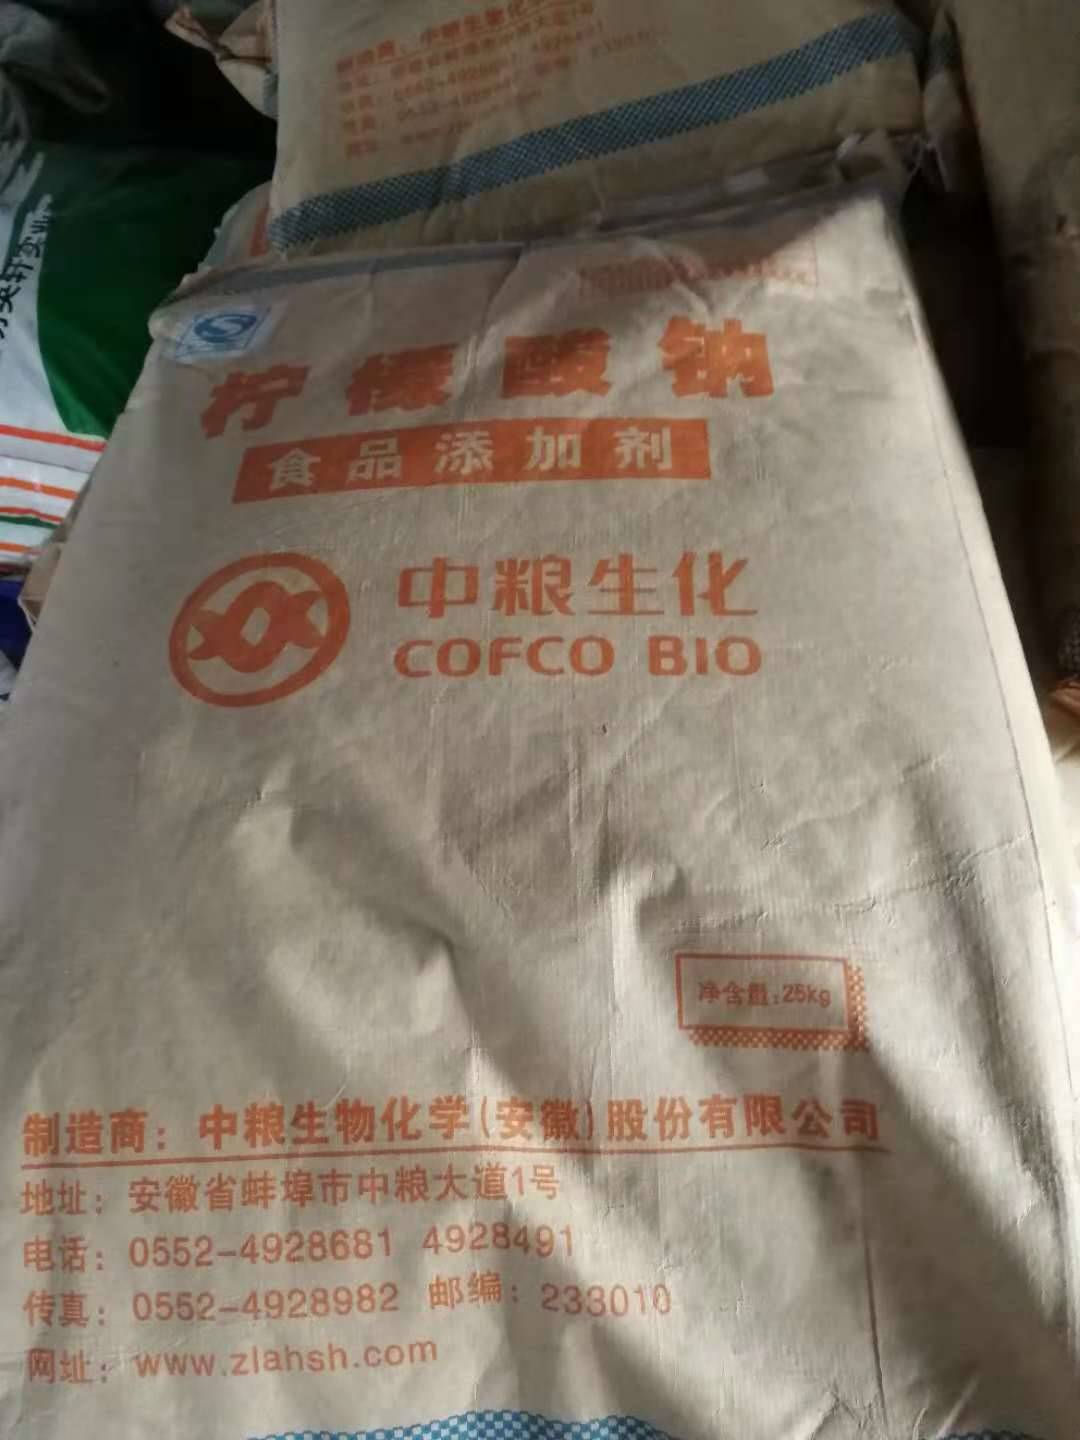 柠檬酸钠
食品添加剂
中粮生化
COFCO BIO
净含量:25kg
制造商：中粮生物化学(安徽)股份有限公司
地址：安徽省蚌埠市中粮大道1号
电话：0552-4928681 4928491
传真：0552-4928982 邮编：233010
网址：www.zlahsh.com